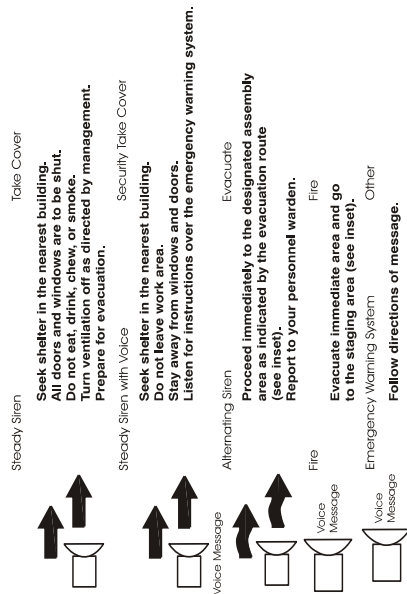 Steady Siren Take Cover
Seek shelter in the nearest building.
All doors and windows are to be shut.
Do not eat, drink, chew, or smoke.
Turn ventilation off as directed by management.
Prepare for evacuation.
Steady Siren with Voice Security Take Cover
Seek shelter in the nearest building.
Do not leave work area.
Stay away from windows and doors.
Listen for instructions over the emergency warning system.
Voice Message
Alternating Siren Evacuate
Proceed immediately to the designated assembly
area as indicated by the evacuation route
(see inset).
Report to your personnel warden.
Fire Fire
Voice
Message
Evacuate immediate area and go
to the staging area (see inset).
Emergency Warning System Other
Voice
Message
Follow directions of message.